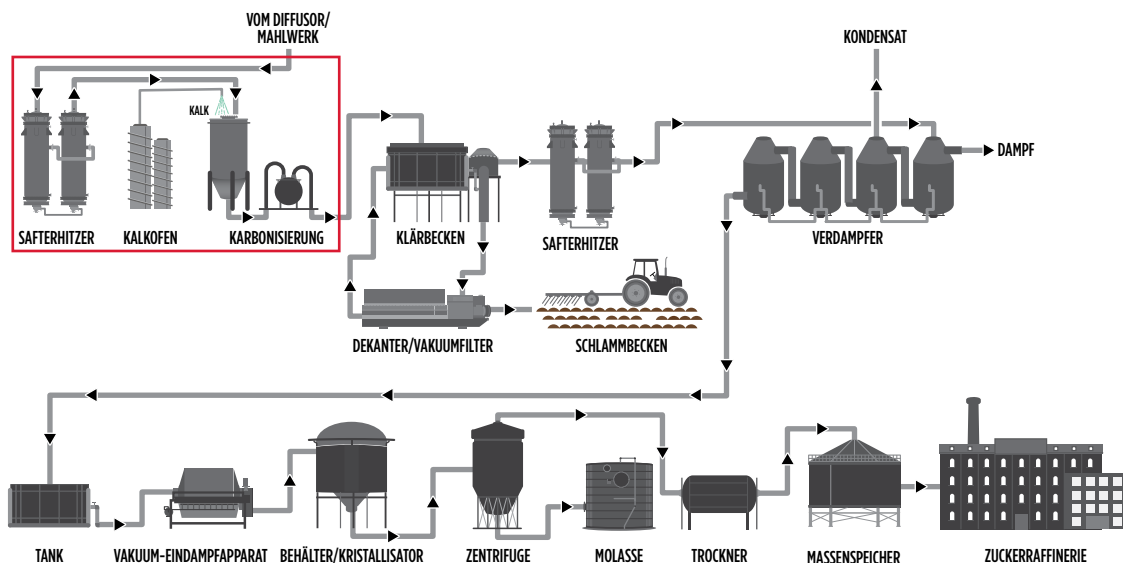 VOM DIFFUSOR/
MAHLWERK
KONDENSAT
KALK
DAMPF
SAFTERHITZER
KALKOFEN
KARBONISIERUNG
KLÄRBECKEN
SAFTERHITZER
VERDAMPFER
DEKANTER/VAKUUMFILTER
SCHLAMMBECKEN
TANK
VAKUUM-EINDAMPFAPPARAT
BEHÄLTER/KRISTALLISATOR
ZENTRIFUGE
MOLASSE
TROCKNER
MASSENSPEICHER
ZUCKERRAFFINERIE